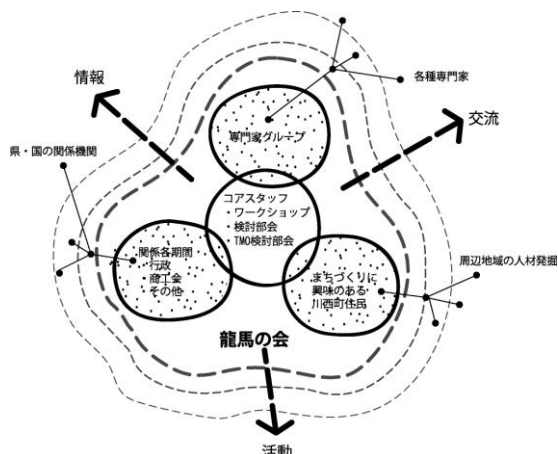 情報
各種専門家
交流
専門家グループ
県・国の関係機関
コアスタッフ
・ワークショップ
・検討部会
・TMO検討部会
関係各期間
・行政
・商工会
その他
周辺地域の人材発掘
まちづくりに
興味のある
川西町住民
龍馬の会
活動